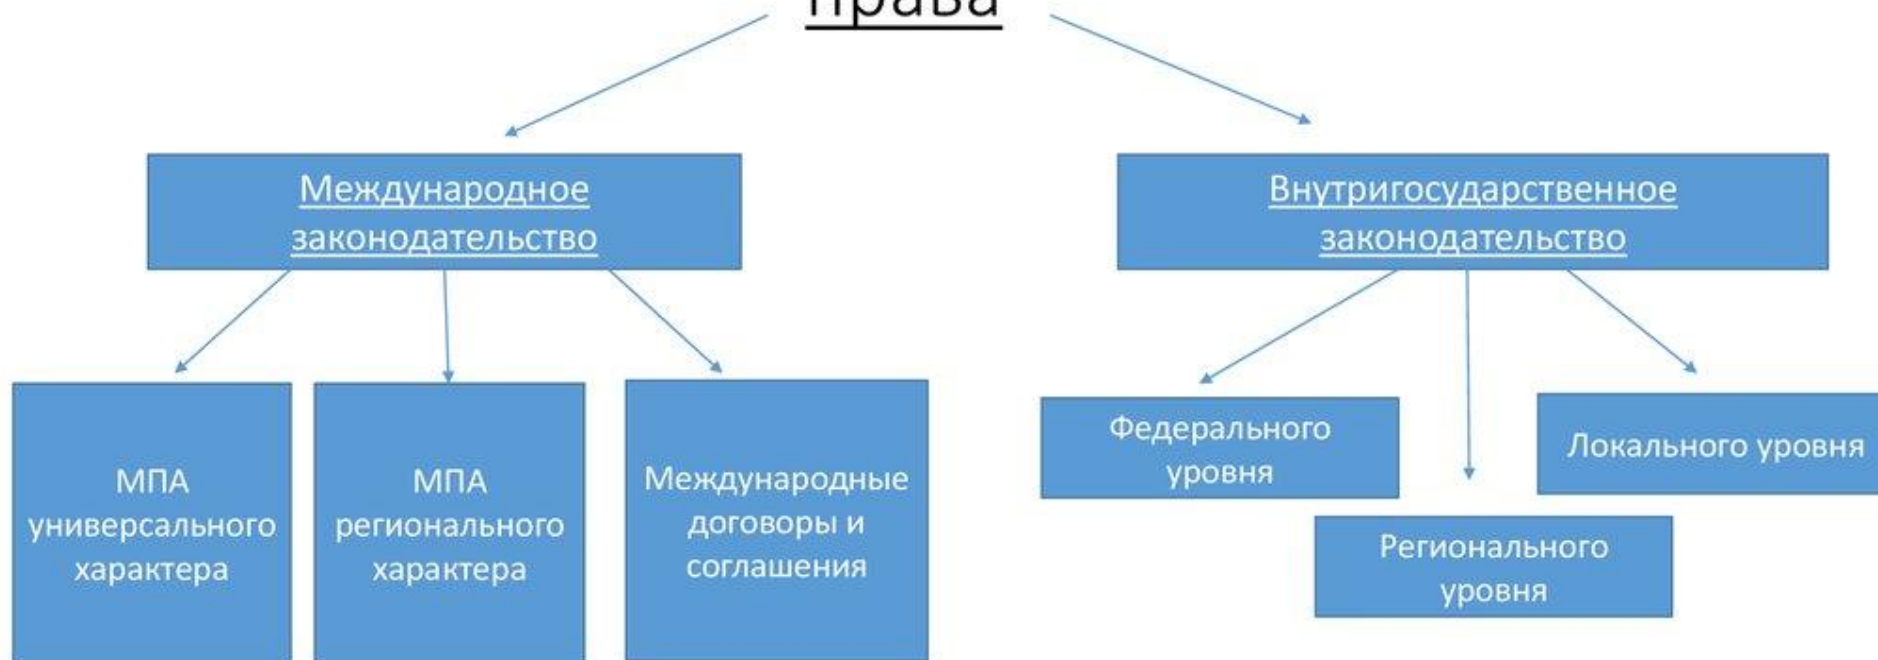 права
Международное
законодательство
Внутригосударственное
законодательство
МПА
универсального
характера
МПА
регионального
характера
Международные
договоры и
соглашения
Федерального
уровня
Локального уровня
Регионального
уровня